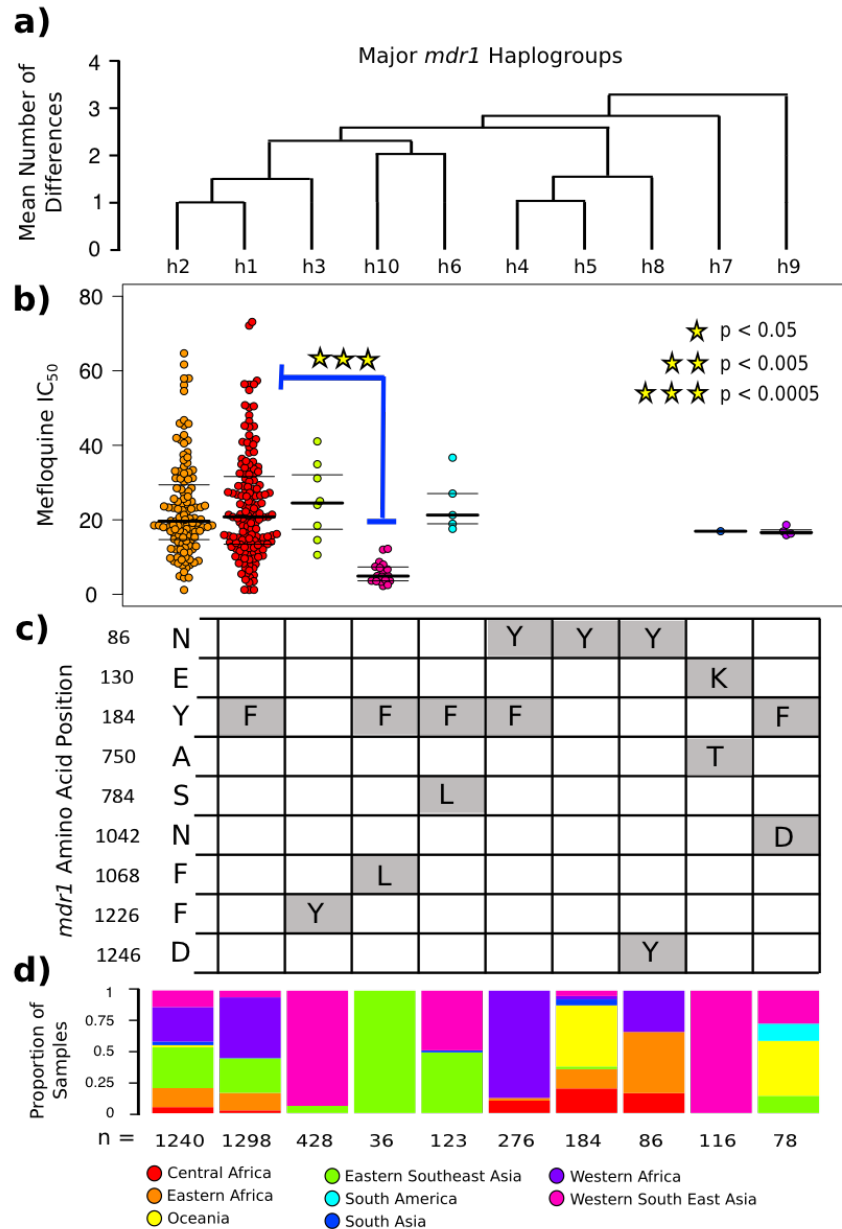 a)
Major mdr1 Haplogroups
Mean Number of
Differences
4
3
2
1
0
h2 h1 h3 h10 h6 h4 h5 h8 h7 h9
b)
Mefloquine IC50
80
60
40
20
0
p < 0.05
p < 0.005
p < 0.0005
c)
mdr1 Amino Acid Position
86 N Y Y Y
130 E K
184 Y F F F F F
750 A T
784 S L
1042 N D
1068 F L
1226 F Y
1246 D Y
d)
Proportion of
Samples
1
0.75
0.5
0.25
0
n = 1240 1298 428 36 123 276 184 86 116 78
Central Africa
Eastern Africa
Oceania
Eastern Southeast Asia
South America
South Asia
Western Africa
Western South East Asia